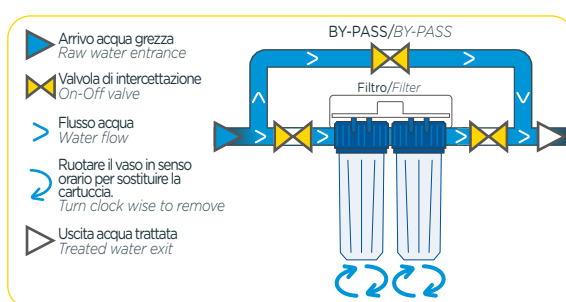 Arrivo acqua grezza
Raw water entrance
Valvola di intercettazione
On-Off valve
Flusso acqua
Water flow
Ruotare il vaso in senso
orario per sostituire la
cartuccia.
Turn clock wise to remove
Uscita acqua trattata
Treated water exit
BY-PASS/BY-PASS
Filtro/Filter